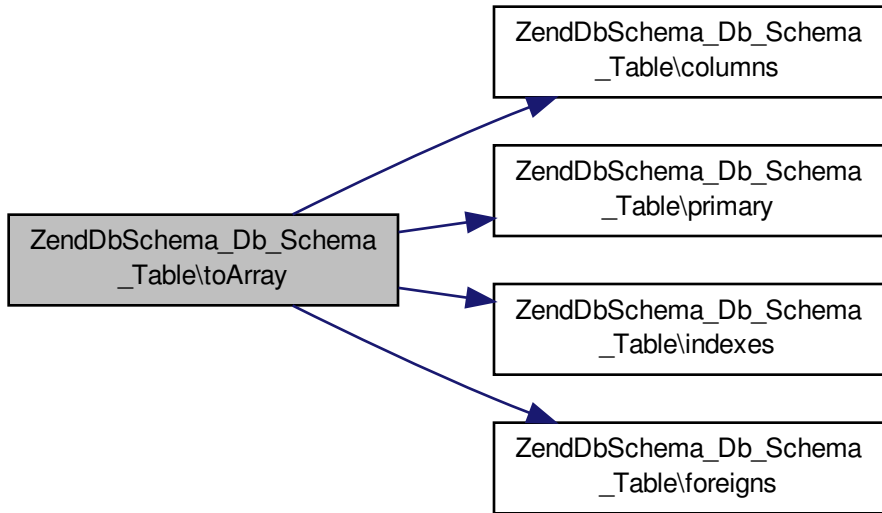 ZendDbSchema_Db_Schema
_Table\toArray
ZendDbSchema_Db_Schema
_Table\columns
ZendDbSchema_Db_Schema
_Table\primary
ZendDbSchema_Db_Schema
_Table\indexes
ZendDbSchema_Db_Schema
_Table\foreigns